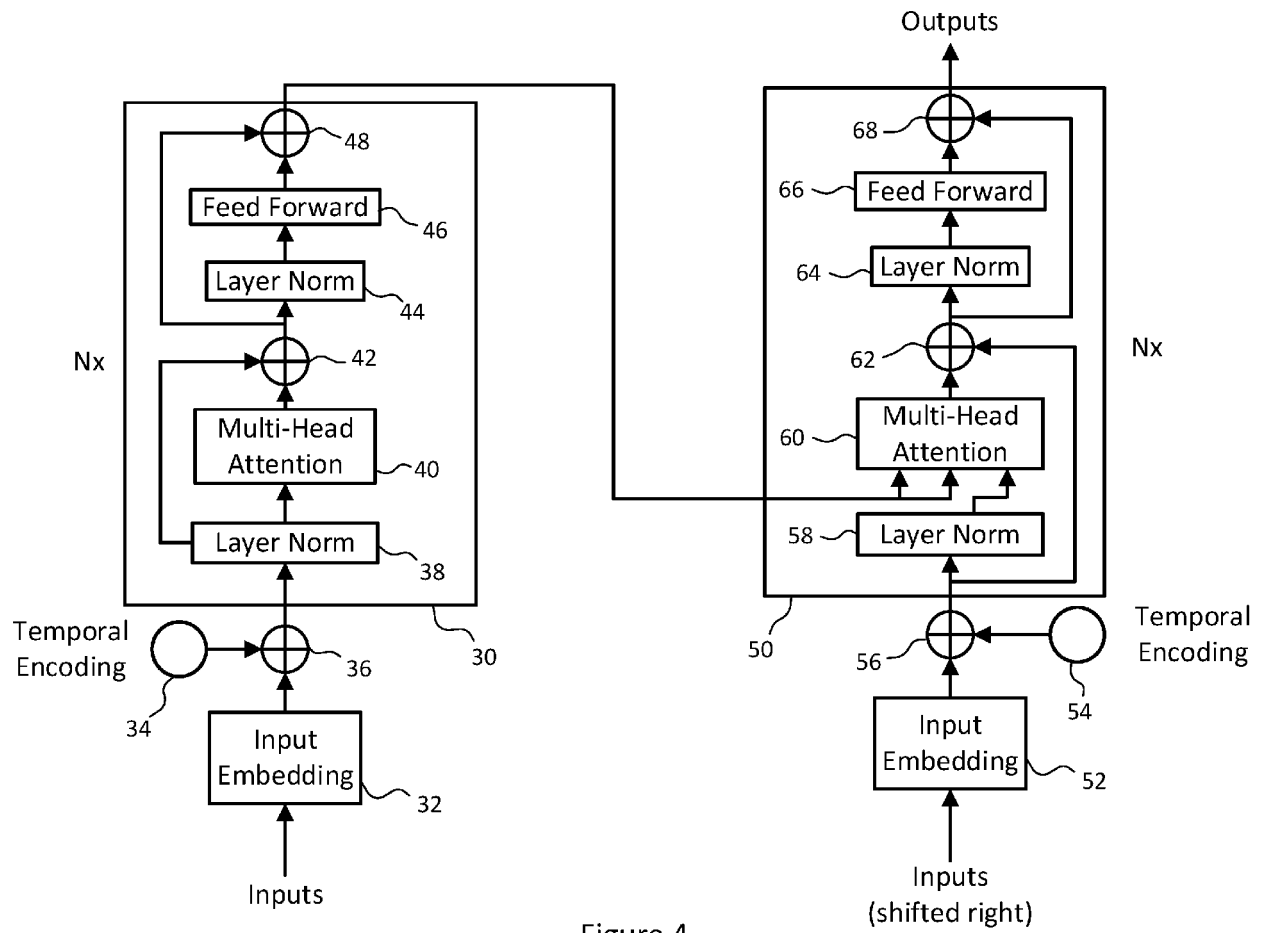 Outputs
48
Feed Forward
46
Layer Norm
44
Nx
42
Multi-Head
Attention
40
Layer Norm
38
Temporal
Encoding
36
30
34
Input
Embedding
32
Inputs
68
66
Feed Forward
64
Layer Norm
62
Nx
60
Multi-Head
Attention
58
Layer Norm
50
56
Temporal
Encoding
54
Input
Embedding
52
Inputs
(shifted right)
Figure 4